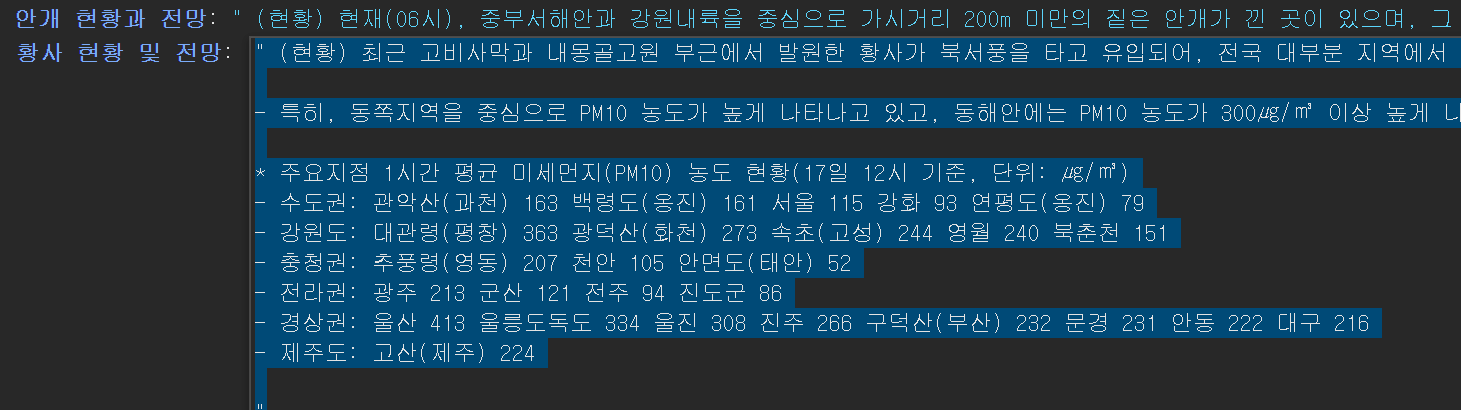 안개 현황과 전망: " (현황) 현재(06시), 중부서해안과 강원내륙을 중심으로 가시거리 200m 미만의 짙은 안개가 낀 곳이 있으며, 그
황사 현황 및 전망: " (현황) 최근 고비사막과 내몽골고원 부근에서 발원한 황사가 북서풍을 타고 유입되어, 전국 대부분 지역에서
- 특히, 동쪽지역을 중심으로 PM10 농도가 높게 나타나고 있고, 동해안에는 PM10 농도가 300㎍/㎥ 이상 높게 나
* 주요지점 1시간 평균 미세먼지(PM10) 농도 현황(17일 12시 기준, 단위: ㎍/㎥)
- 수도권: 관악산(과천) 163 백령도(옹진) 161 서울 115 강화 93 연평도(옹진) 79
- 강원도: 대관령(평창) 363 광덕산(화천) 273 속초(고성) 244 영월 240 북춘천 151
- 충청권: 추풍령(영동) 207 천안 105 안면도(태안) 52
- 전라권: 광주 213 군산 121 전주 94 진도군 86
- 경상권: 울산 413 울릉도독도 334 울진 308 진주 266 구덕산(부산) 232 문경 231 안동 222 대구 216
- 제주도: 고산(제주) 224
"